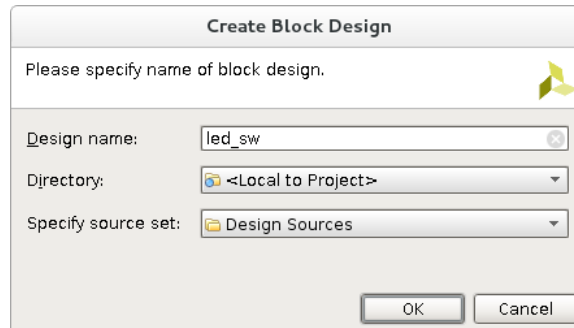 Create Block Design
Please specify name of block design.
Design name: led_sw
Directory: <Local to Project>
Specify source set: Design Sources
OK Cancel